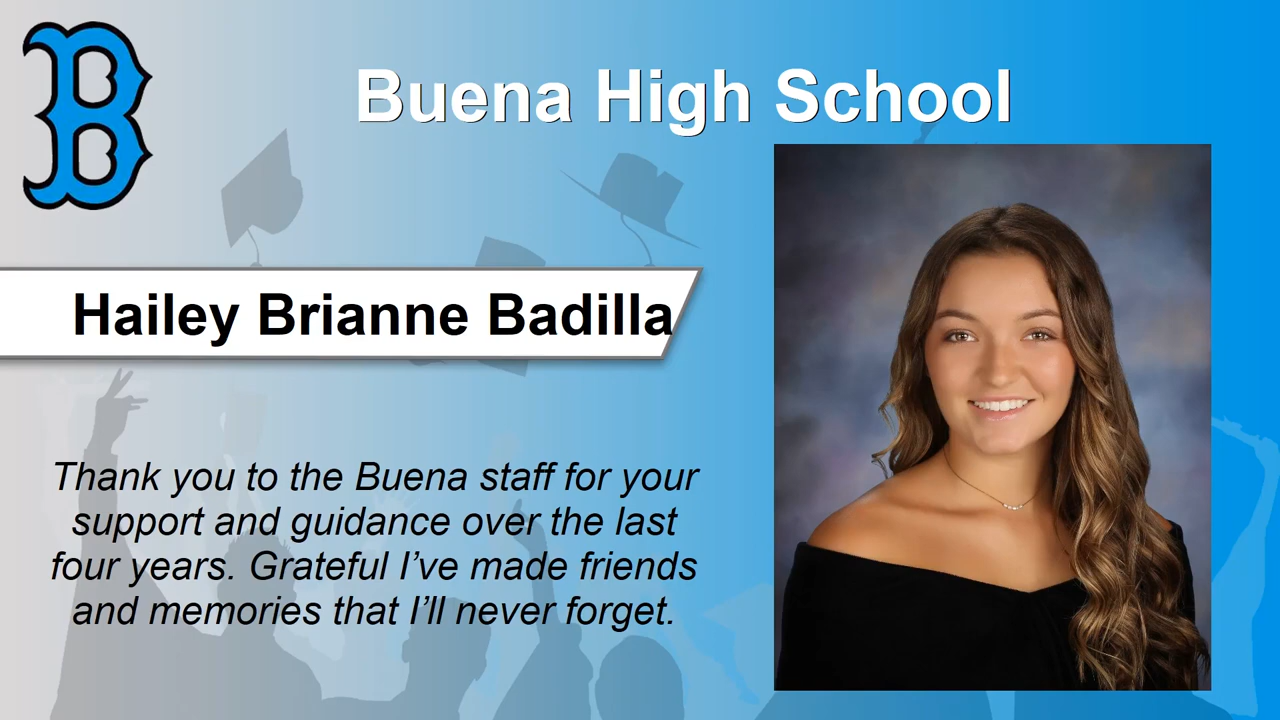 B
Buena High School
Hailey Brianne Badilla
Thank you to the Buena staff for your
support and guidance over the last
four years. Grateful I’ve made friends
and memories that I’ll never forget.